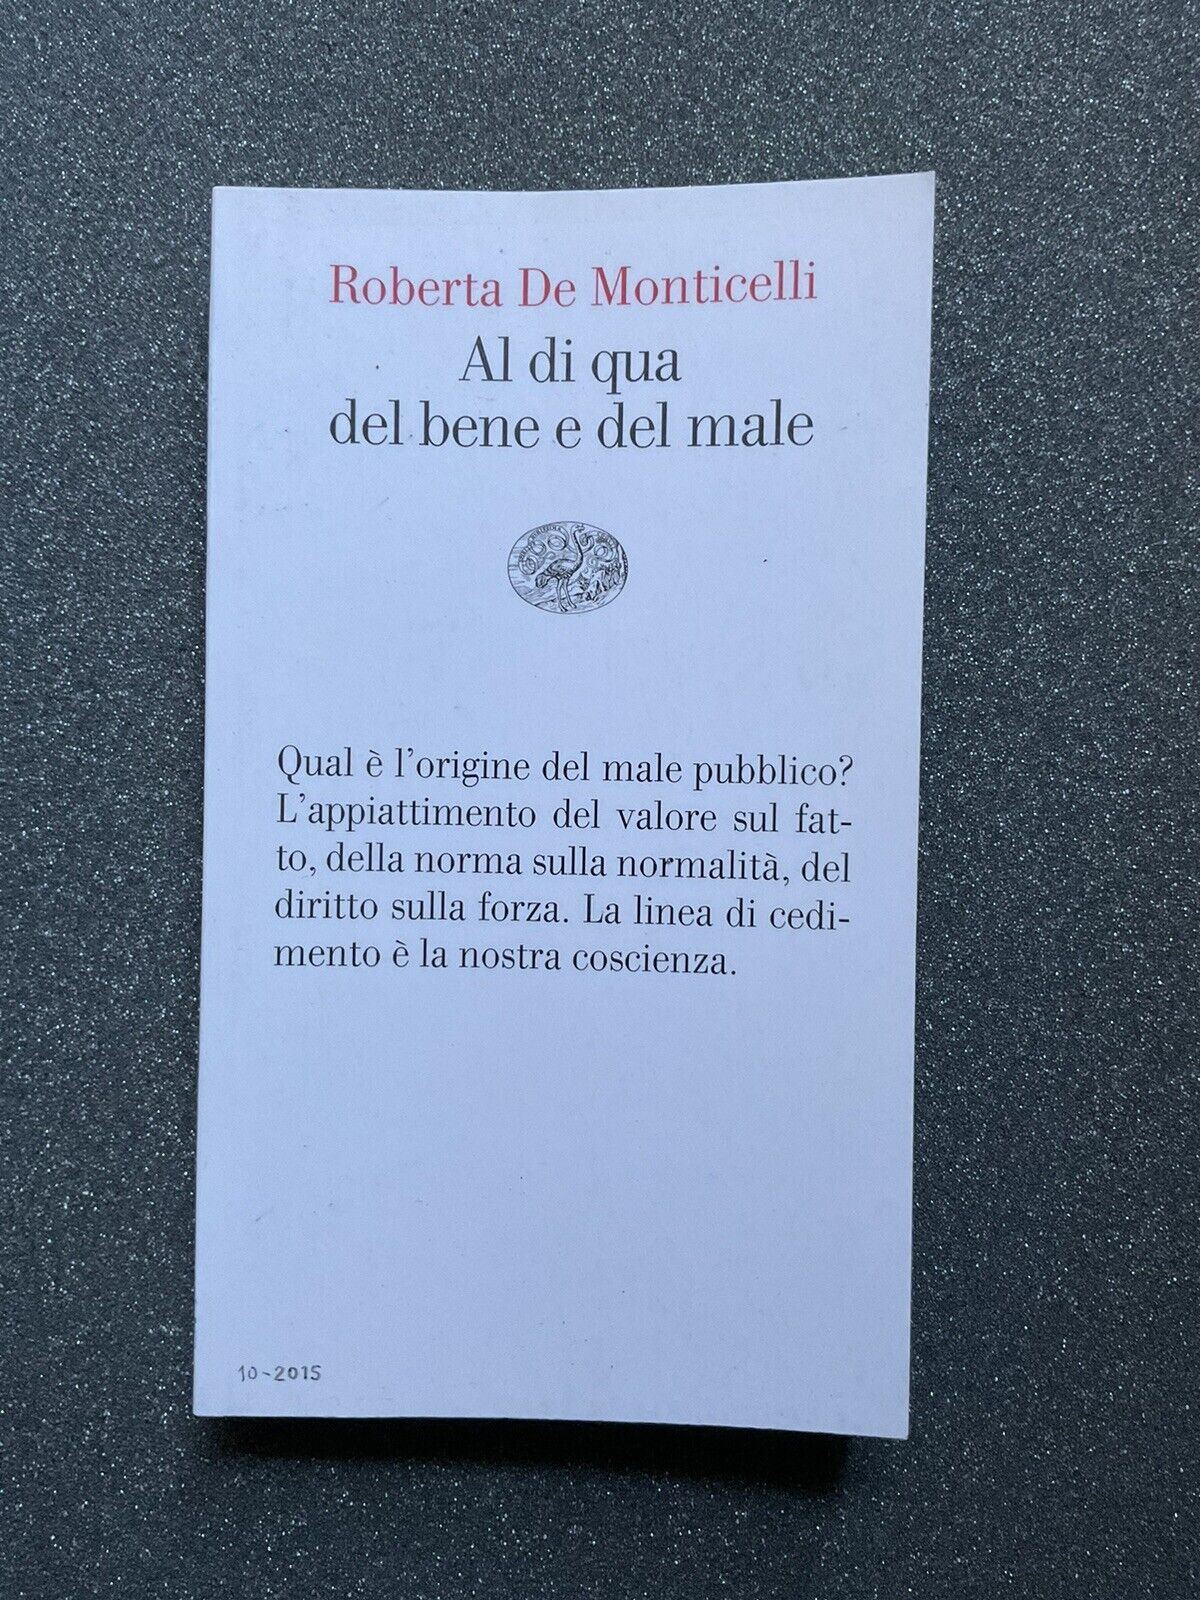 Roberta De Monticelli
Al di qua
del bene e del male
Qual è l'origine del male pubblico?
L'appiattimento del valore sul fat-
to, della norma sulla normalità, del
diritto sulla forza. La linea di cedi-
mento è la nostra coscienza.
10-2015